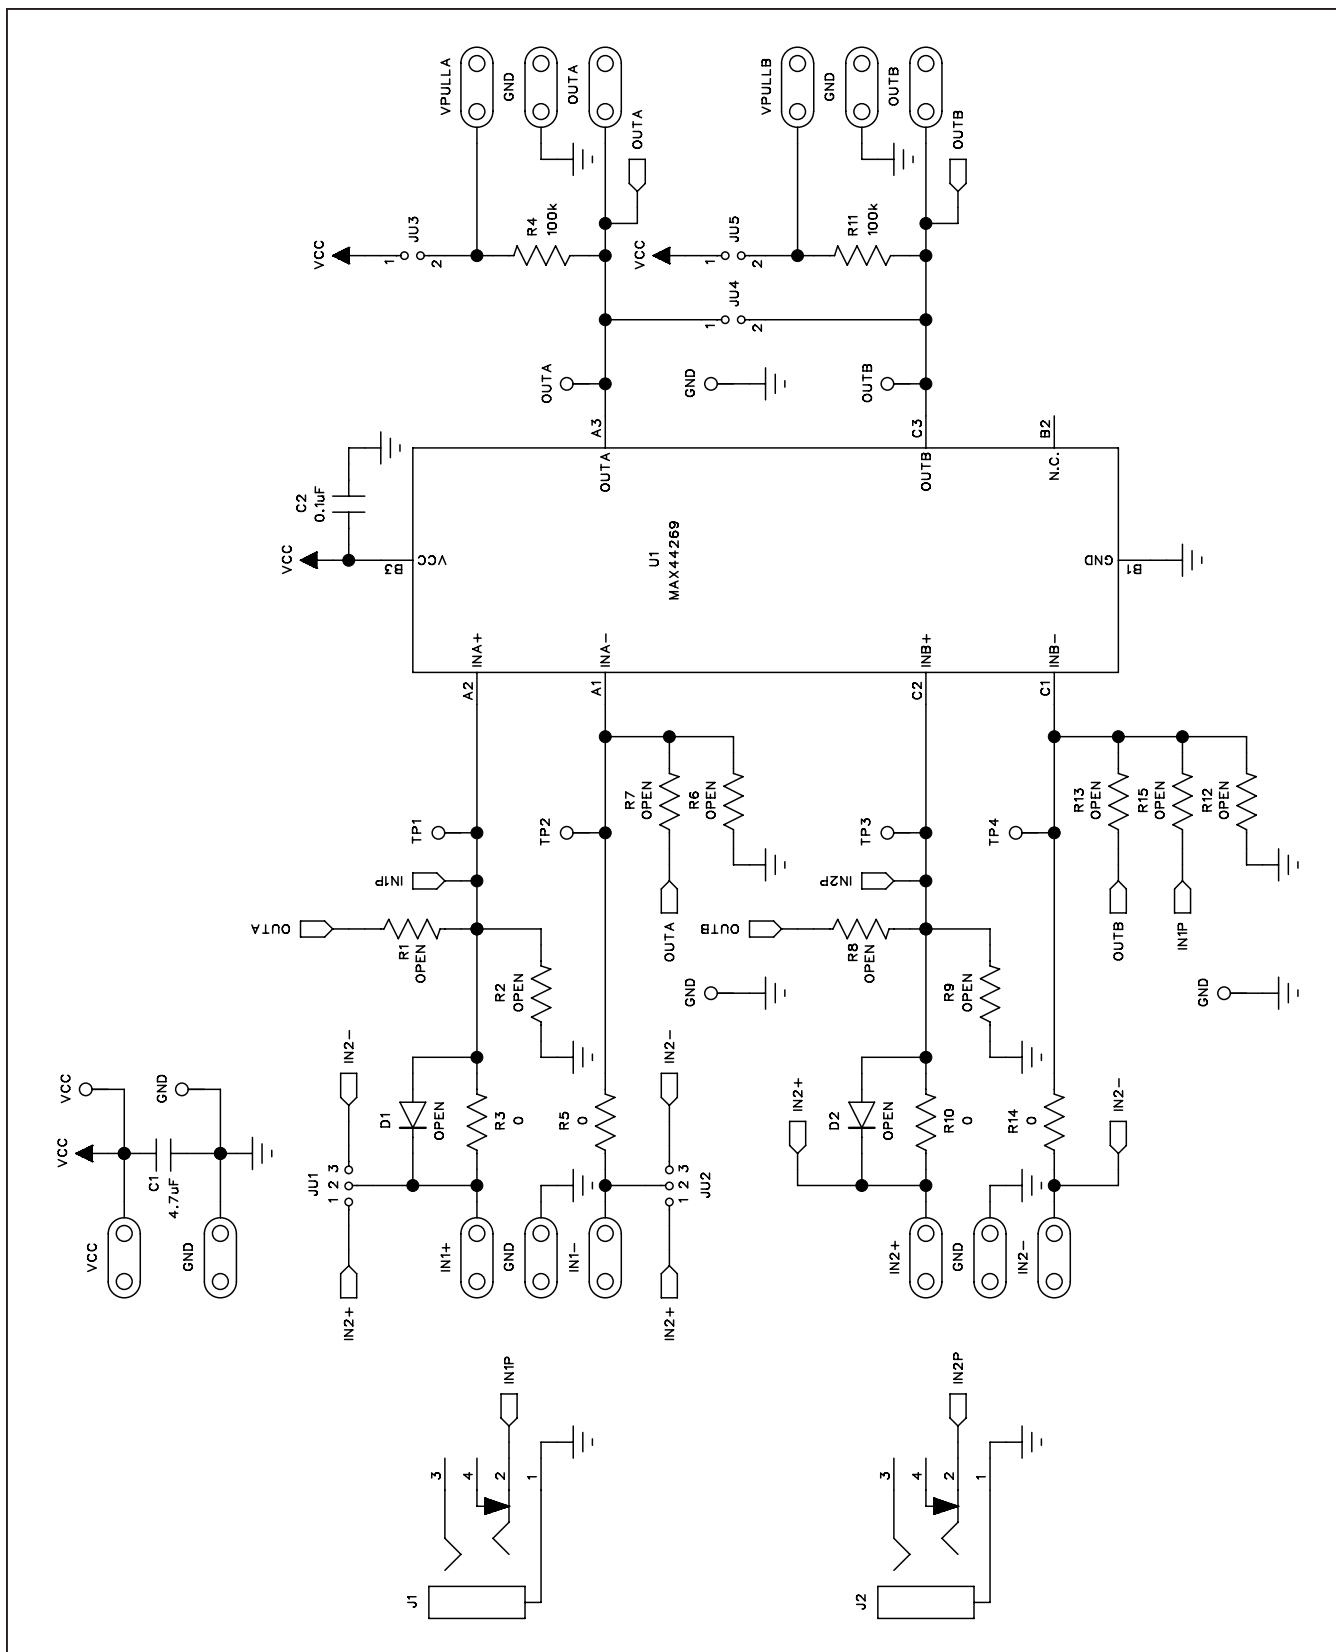 VCC
GND
VCC
VCC
GND
C1
4.7uF
J1
3
4
2
1
IN1P
IN2+
IN2-
JU1
1 2 3
D1
OPEN
IN1+
GND
IN1-
R3
0
R5
0
IN2+
IN2-
JU2
1 2 3
OUTA
R1
OPEN
R2
OPEN
IN1P
TP1
TP2
R7
OPEN
R6
OPEN
OUTA
GND
J2
3
4
2
1
IN2P
IN2+
D2
OPEN
IN2+
GND
IN2-
R10
0
R14
0
IN2-
OUTB
R8
OPEN
R9
OPEN
IN2P
TP3
TP4
R13
OPEN
R15
OPEN
R12
OPEN
OUTB
IN1P
GND
VCC
C2
0.1uF
B3
VCC
A2
INA+
A1
INA-
C2
INB+
C1
INB-
U1
MAX44269
OUTA
A3
OUTB
C3
N.C.
B2
GND
B1
OUTA
GND
OUTB
VCC
JU3
1
2
R4
100k
VPULLA
GND
OUTA
OUTA
JU4
1
2
VCC
JU5
1
2
R11
100k
VPULLB
GND
OUTB
OUTB